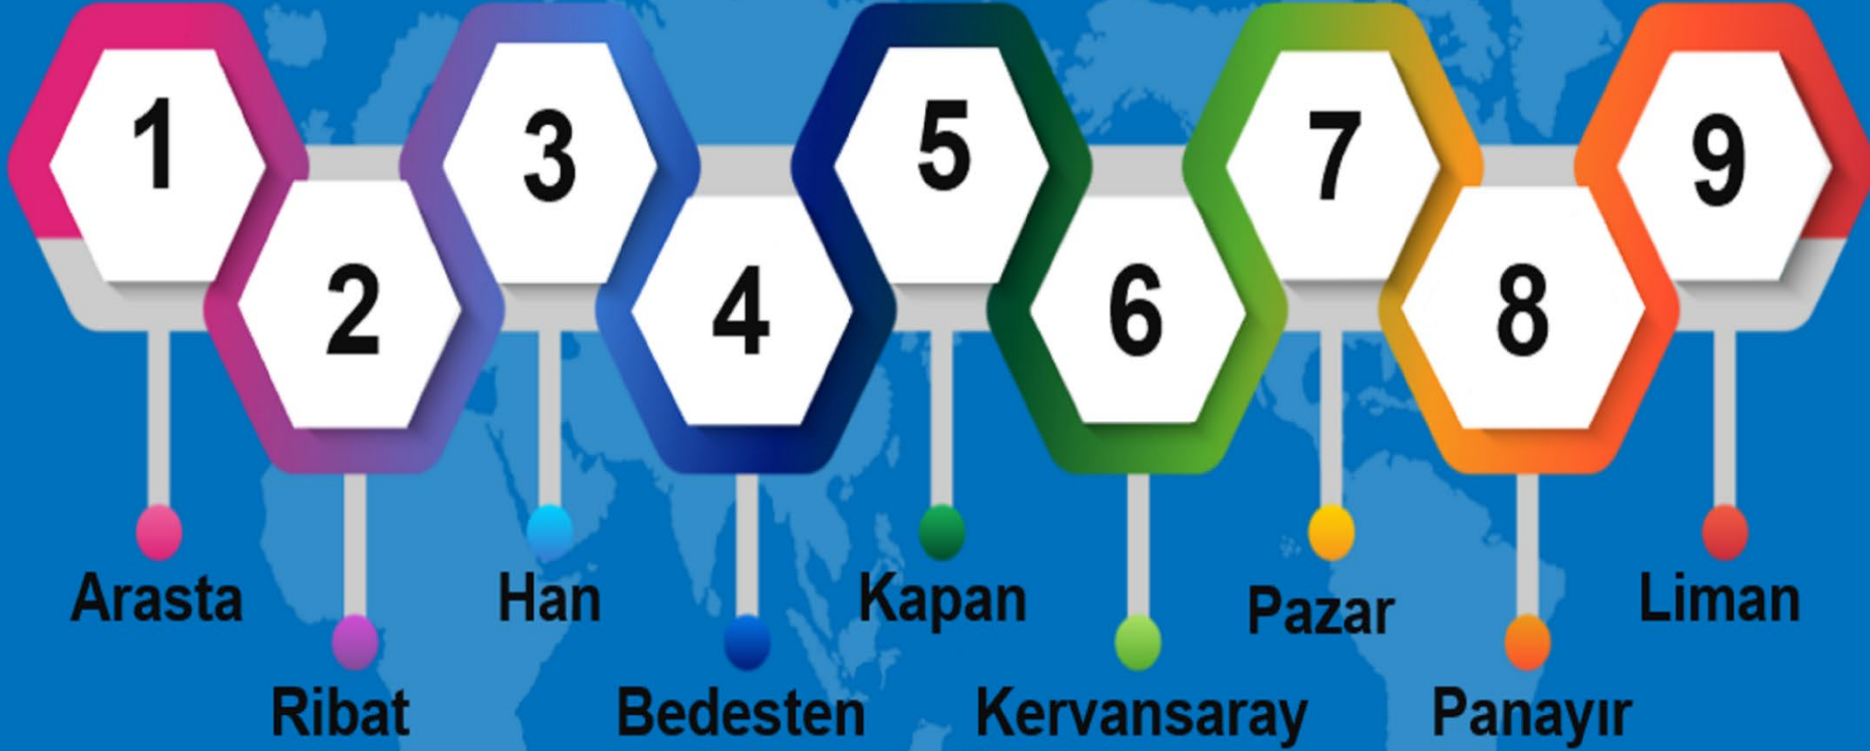 1
2
3
4
5
6
7
8
9
Arasta
Ribat
Han
Bedesten
Kapan
Kervansaray
Pazar
Panayır
Liman